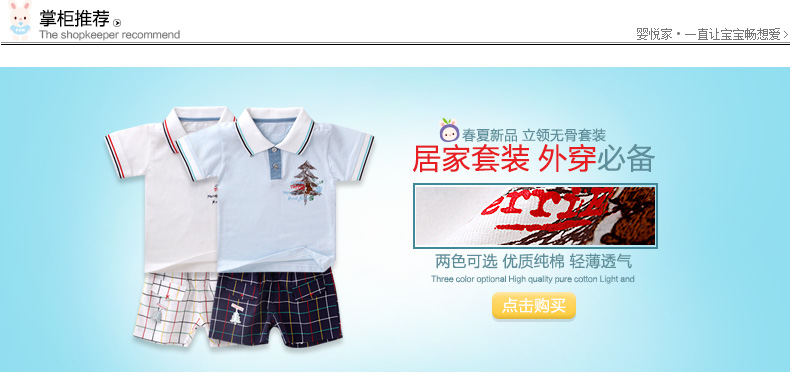 掌柜推荐
The shopkeeper recommend
婴悦家·一直让宝宝畅想爱
春夏新品 立领无骨套装
居家套装 外穿必备
两色可选 优质纯棉 轻薄透气
Three color optional High quality pure cotton Light and
点击购买